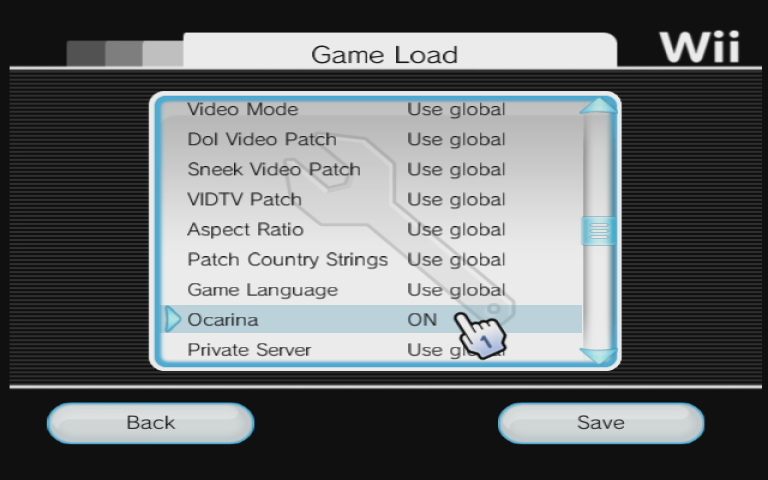 Game Load
Wii
Video Mode Use global
Dol Video Patch Use global
Sneek Video Patch Use global
VIDTV Patch Use global
Aspect Ratio Use global
Patch Country Strings Use global
Game Language Use global
Ocarina ON
1
Private Server Use global
Back Save